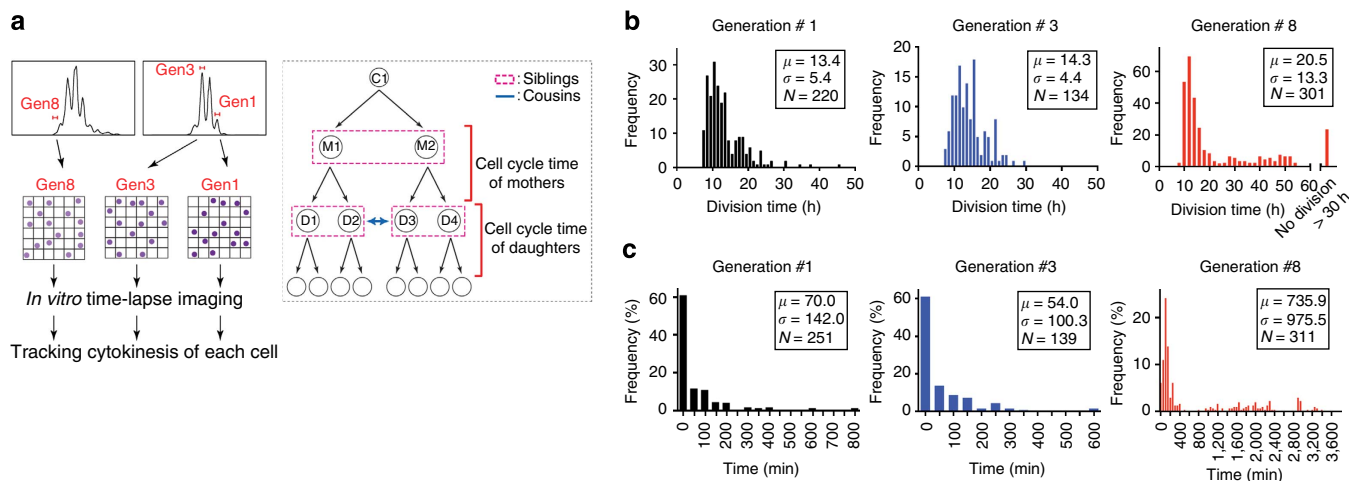 a
Gen3
Gen8
Gen1
Gen8
Gen3
Gen1
In vitro time-lapse imaging
Tracking cytokinesis of each cell
C1
: Siblings
: Cousins
M1
M2
Cell cycle time
of mothers
D1
D2
D3
D4
Cell cycle time
of daughters
b
Generation # 1
Frequency
30
20
10
0
μ = 13.4
σ = 5.4
N = 220
0 10 20 30 40 50
Division time (h)
Generation # 3
Frequency
20
15
10
5
0
μ = 14.3
σ = 4.4
N = 134
0 10 20 30 40 50
Division time (h)
Generation # 8
Frequency
80
60
40
20
0
μ = 20.5
σ = 13.3
N = 301
0 10 20 30 40 50 60
Division time (h)
No division
> 30 h
c
Generation #1
Frequency (%)
60
40
20
0
μ = 70.0
σ = 142.0
N = 251
0 100 200 300 400 500 600 700 800
Time (min)
Generation #3
Frequency (%)
60
40
20
0
μ = 54.0
σ = 100.3
N = 139
0 100 200 300 400 500 600
Time (min)
Generation #8
Frequency (%)
30
20
10
0
μ = 735.9
σ = 975.5
N = 311
0 400 800 1,200 1,600 2,000 2,400 2,800 3,200 3,600
Time (min)